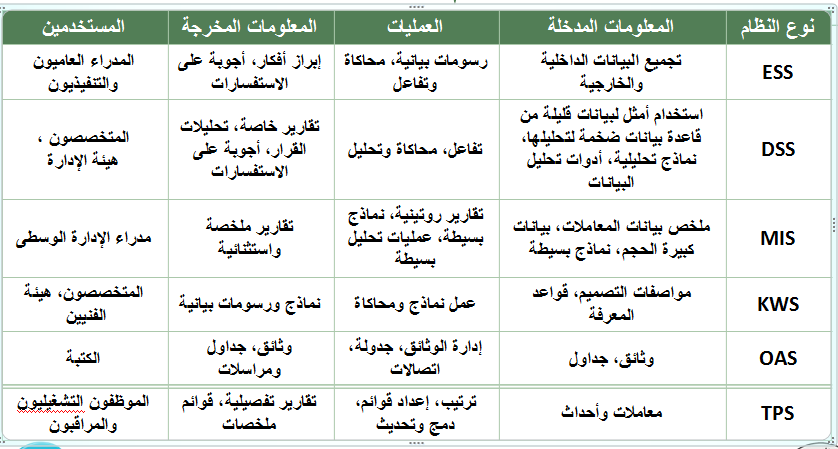 نوع النظام
المعلومات المدخلة
العمليات
المعلومات المخرجة
المستخدمين
ESS
تجميع البيانات الداخلية
والخارجية
رسومات بيانية، محاكاة
وتفاعل
إبراز أفكار، أجوبة على
الاستفسارات
المدراء العاميون
والتنفيذيون
DSS
استخدام أمثل لبيانات قليلة من
قاعدة بيانات ضخمة لتحليلها،
نماذج تحليلية، أدوات تحليل
البيانات
تفاعل، محاكاة وتحليل
تقارير خاصة، تحليلات
القرار، أجوبة على
الاستفسارات
المتخصصون ،
هيئة الإدارة
MIS
ملخص بيانات المعاملات، بيانات
كبيرة الحجم، نماذج بسيطة
تقارير روتينية، نماذج
بسيطة، عمليات تحليل
بسيطة
تقارير ملخصة
واستثنائية
مدراء الإدارة الوسطى
KWS
مواصفات التصميم، قواعد
المعرفة
عمل نماذج ومحاكاة
نماذج ورسومات بيانية
المتخصصون، هيئة
الفنيين
OAS
وثائق، جداول
إدارة الوثائق، جدولة،
اتصالات
وثائق، جداول
ومراسلات
الكتبة
TPS
معاملات وأحداث
ترتيب، إعداد قوائم،
دمج وتحديث
تقارير تفصيلية، قوائم
ملخصات
الموظفون التشغيليون
والمراقبون